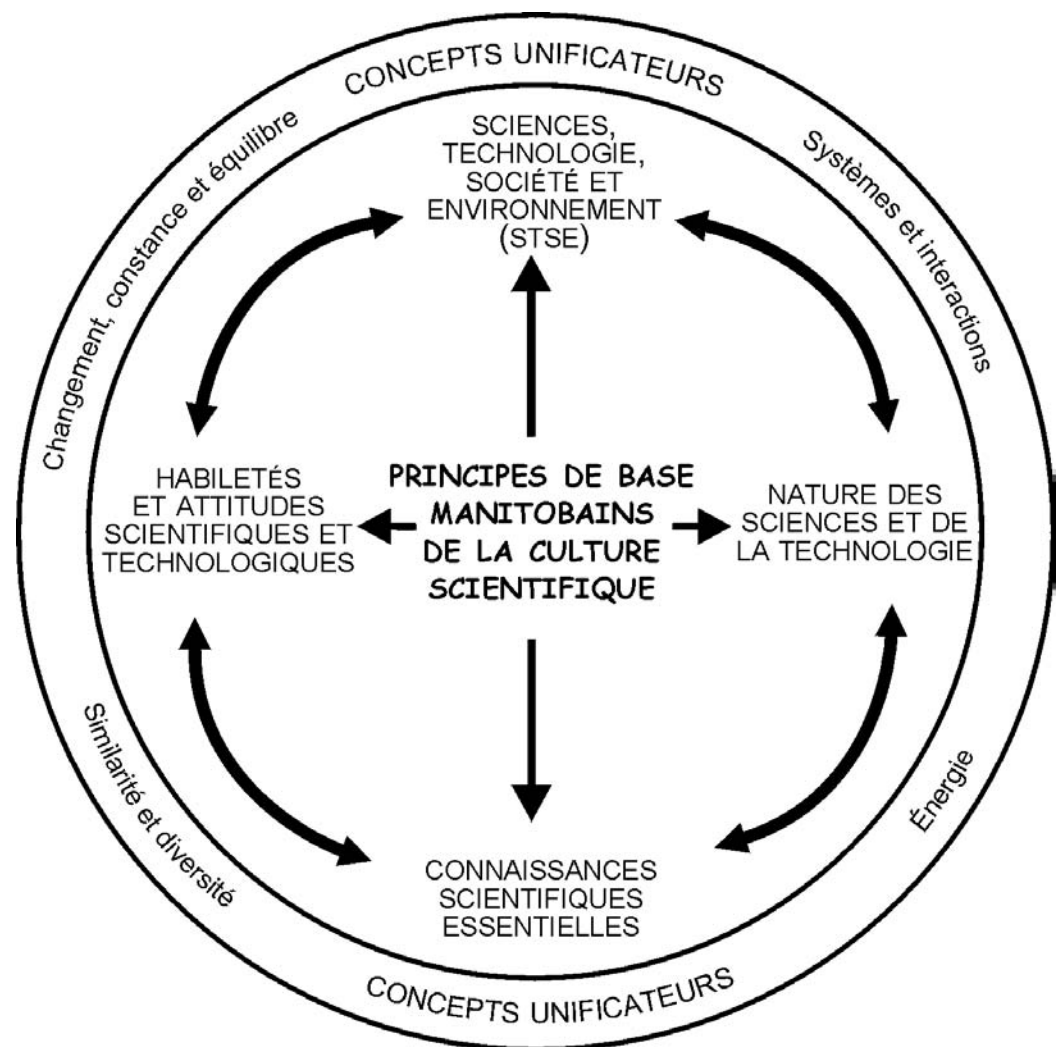 CONCEPTS UNIFICATEURS
Changement, constance et équilibre
Systèmes et interactions
SCIENCES,
TECHNOLOGIE,
SOCIÉTÉ ET
ENVIRONNEMENT
(STSE)
HABILETÉS
ET ATTITUDES
SCIENTIFIQUES ET
TECHNOLOGIQUES
PRINCIPES DE BASE
MANITOBAINS
DE LA CULTURE
SCIENTIFIQUE
NATURE DES
SCIENCES ET DE
LA TECHNOLOGIE
CONNAISSANCES
SCIENTIFIQUES
ESSENTIELLES
Similarité et diversité
Énergie
CONCEPTS UNIFICATEURS